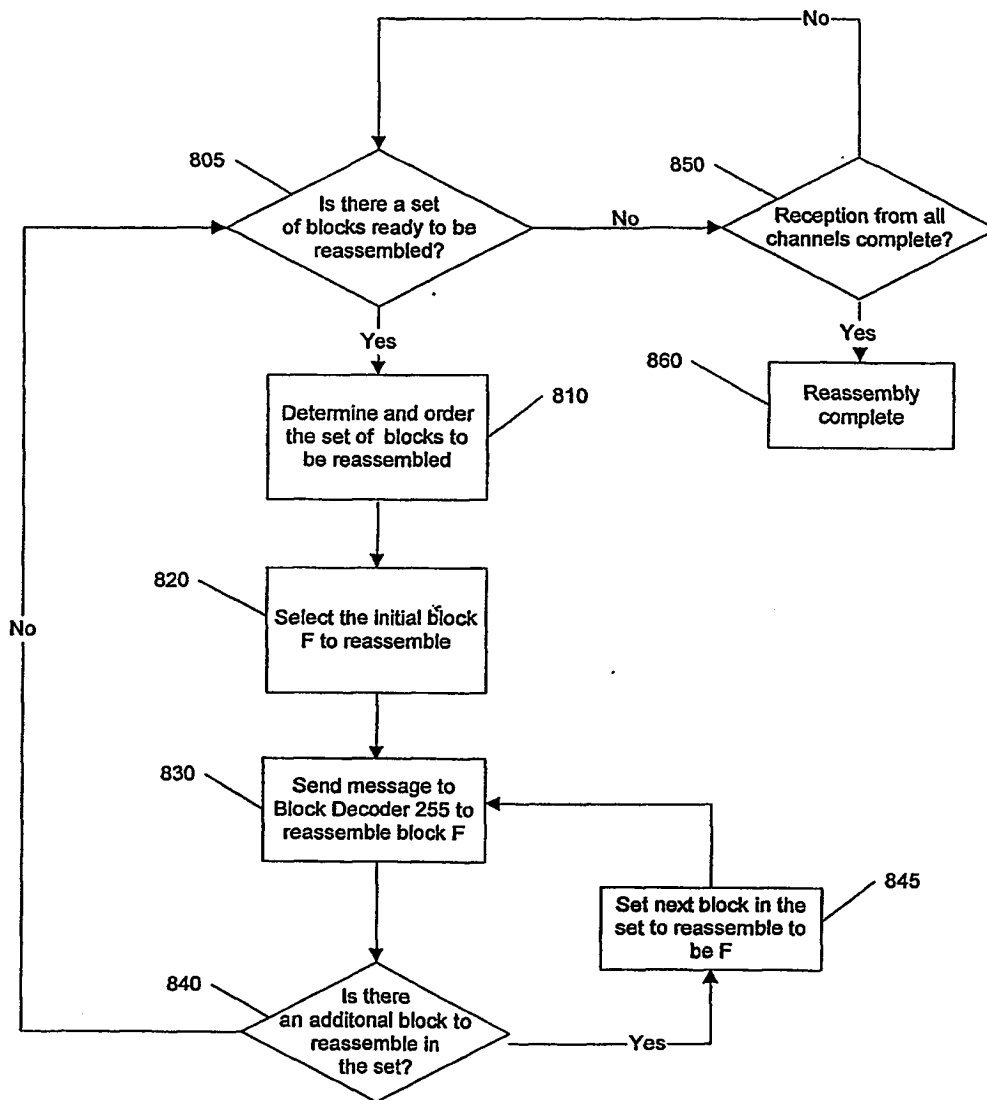 No
805
Is there a set
of blocks ready to be
reassembled?
No
850
Reception from all
channels complete?
Yes
Yes
860
Reassembly
complete
810
Determine and order
the set of blocks to
be reassembled
820
Select the initial block
F to reassemble
No
830
Send message to
Block Decoder 255 to
reassemble block F
845
Set next block in the
set to reassemble to
be F
840
Is there
an additonal block to
reassemble in
the set?
Yes